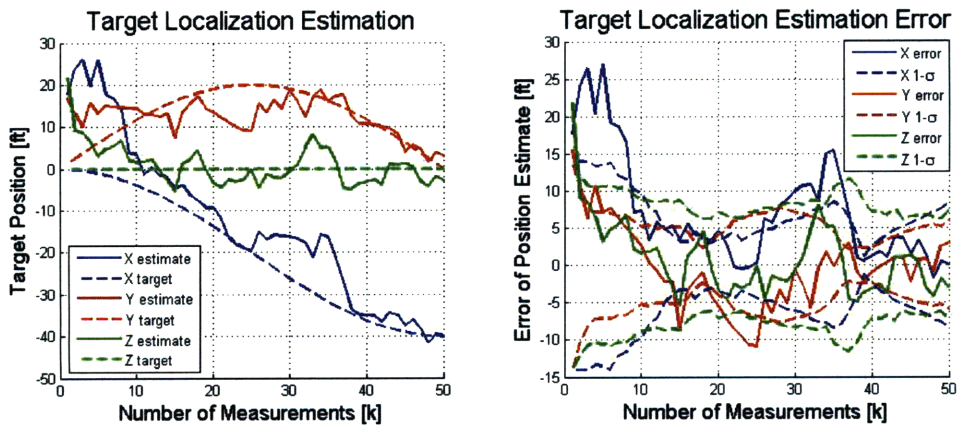 Target Localization Estimation
Target Position [ft]
30
20
10
0
-10
-20
-30
-40
-50
X estimate
X target
Y estimate
Y target
Z estimate
Z target
0
10
20
30
40
50
Number of Measurements [k]
Target Localization Estimation Error
Error of Position Estimate [ft]
30
25
20
15
10
5
0
-5
-10
-15
X error
X 1-σ
Y error
Y 1-σ
Z error
Z 1-σ
0
10
20
30
40
50
Number of Measurements [k]